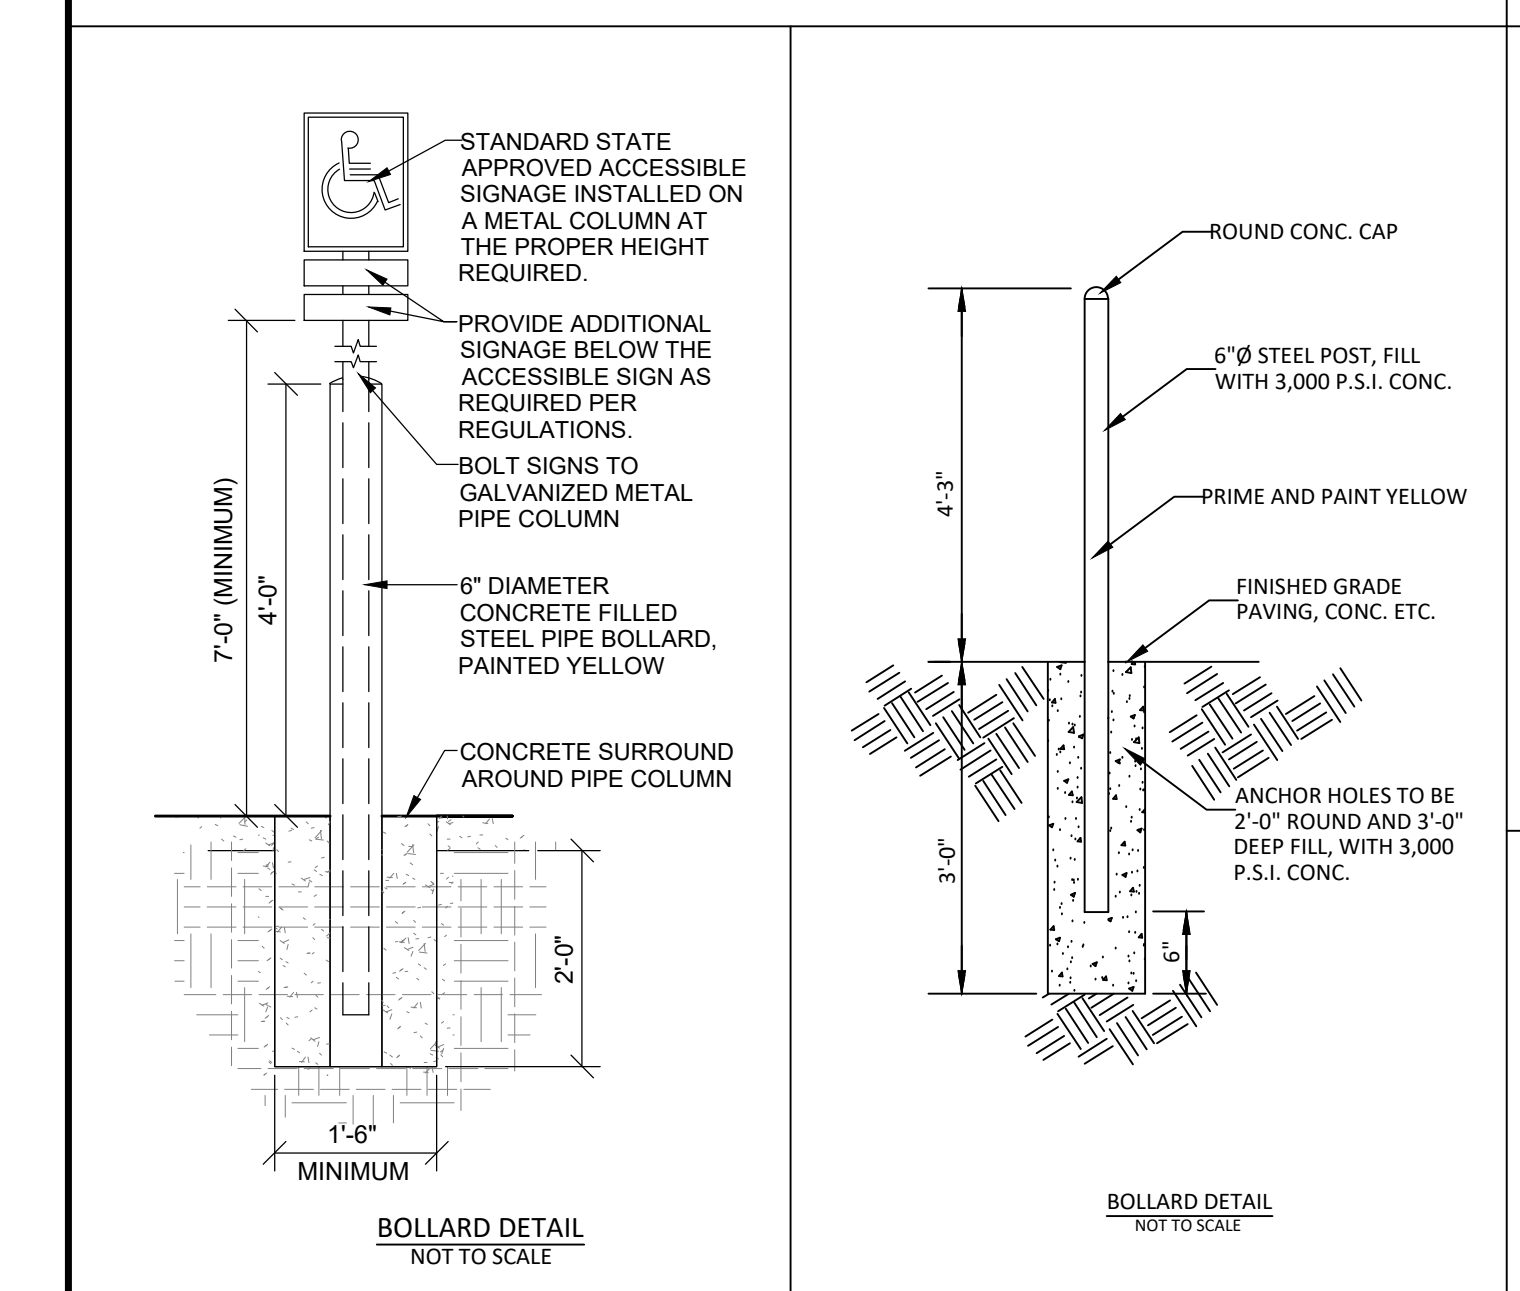 STANDARD STATE
APPROVED ACCESSIBLE
SIGNAGE INSTALLED ON
A METAL COLUMN AT
THE PROPER HEIGHT
REQUIRED.
PROVIDE ADDITIONAL
SIGNAGE BELOW THE
ACCESSIBLE SIGN AS
REQUIRED PER
REGULATIONS.
BOLT SIGNS TO
GALVANIZED METAL
PIPE COLUMN
7'-0" (MINIMUM)
4'-0"
6" DIAMETER
CONCRETE FILLED
STEEL PIPE BOLLARD,
PAINTED YELLOW
CONCRETE SURROUND
AROUND PIPE COLUMN
2'-0"
1'-6"
MINIMUM
BOLLARD DETAIL
NOT TO SCALE
ROUND CONC. CAP
6"Ø STEEL POST, FILL
WITH 3,000 P.S.I. CONC.
4'-3"
PRIME AND PAINT YELLOW
FINISHED GRADE
PAVING, CONC. ETC.
ANCHOR HOLES TO BE
2'-0" ROUND AND 3'-0"
DEEP FILL, WITH 3,000
P.S.I. CONC.
3'-0"
6"
BOLLARD DETAIL
NOT TO SCALE